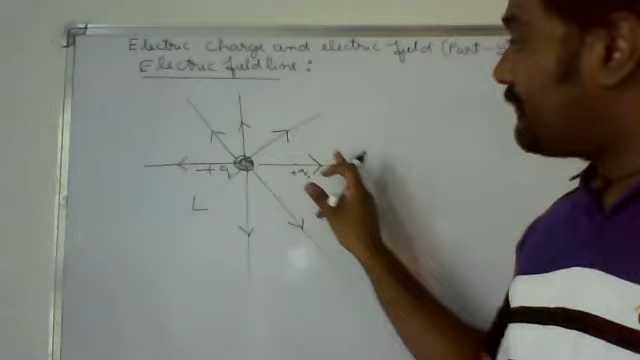 Electric Charge and electric field (Part-
Electric field line :
+q
+q.
L